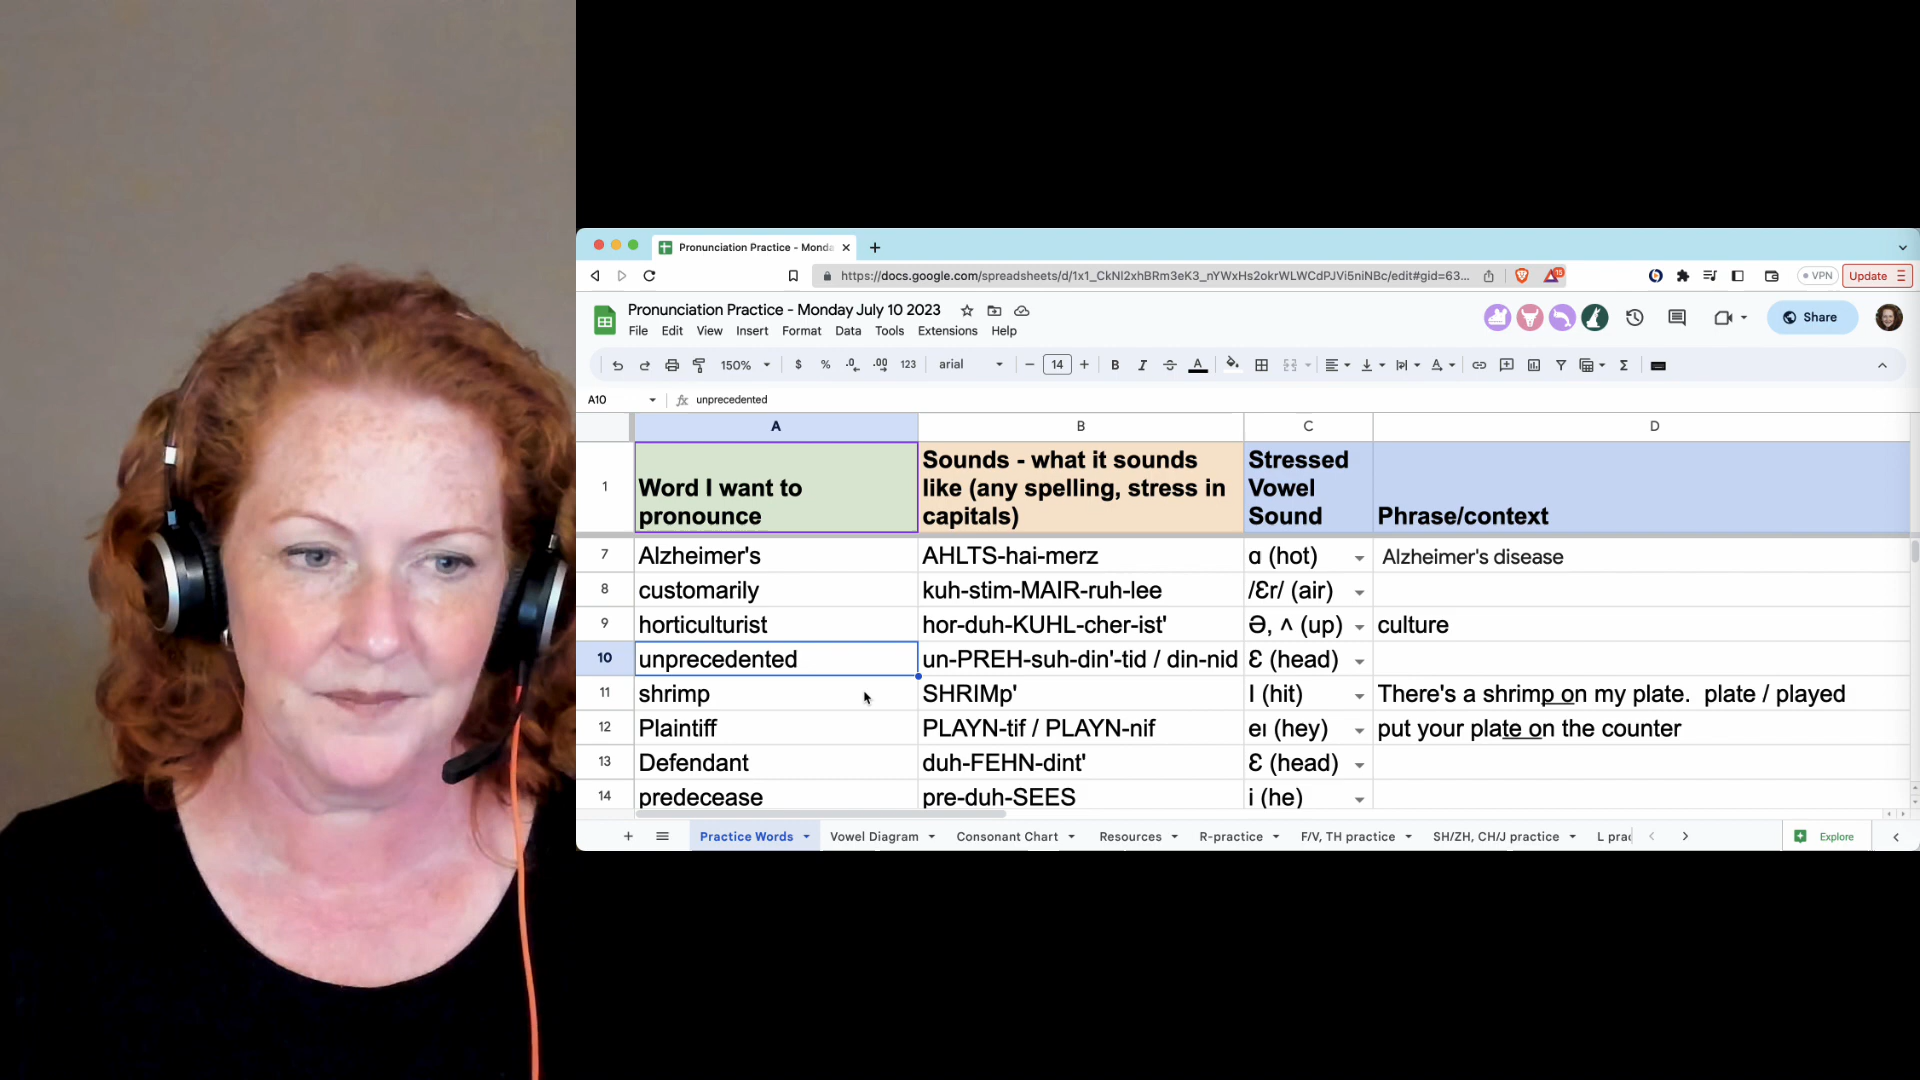 Pronunciation Practice - Monda
https://docs.google.com/spreadsheets/d/1x1_CkNI2xhBRm3eK3_nYWxHs2okrWLWCdPJVi5niNBc/edit#gid=63...
15
VPN
Update
Pronunciation Practice - Monday July 10 2023
File Edit View Insert Format Data Tools Extensions Help
Share
150% $ % .0 .00 123 arial 14 B I A Σ
A10 fx unprecedented
A B C D
1 Word I want to pronounce
Sounds - what it sounds like (any spelling, stress in capitals)
Stressed Vowel Sound
Phrase/context
7 Alzheimer's AHLTS-hai-merz ɑ (hot) Alzheimer's disease
8 customarily kuh-stim-MAIR-ruh-lee /Ɛr/ (air)
9 horticulturist hor-duh-KUHL-cher-ist' Ə, ʌ (up) culture
10 unprecedented un-PREH-suh-din'-tid / din-nid Ɛ (head)
11 shrimp SHRIMp' I (hit) There's a shrimp on my plate. plate / played
12 Plaintiff PLAYN-tif / PLAYN-nif eı (hey) put your plate on the counter
13 Defendant duh-FEHN-dint' Ɛ (head)
14 predecease pre-duh-SEES i (he)
Practice Words Vowel Diagram Consonant Chart Resources R-practice F/V, TH practice SH/ZH, CH/J practice L prac
Explore